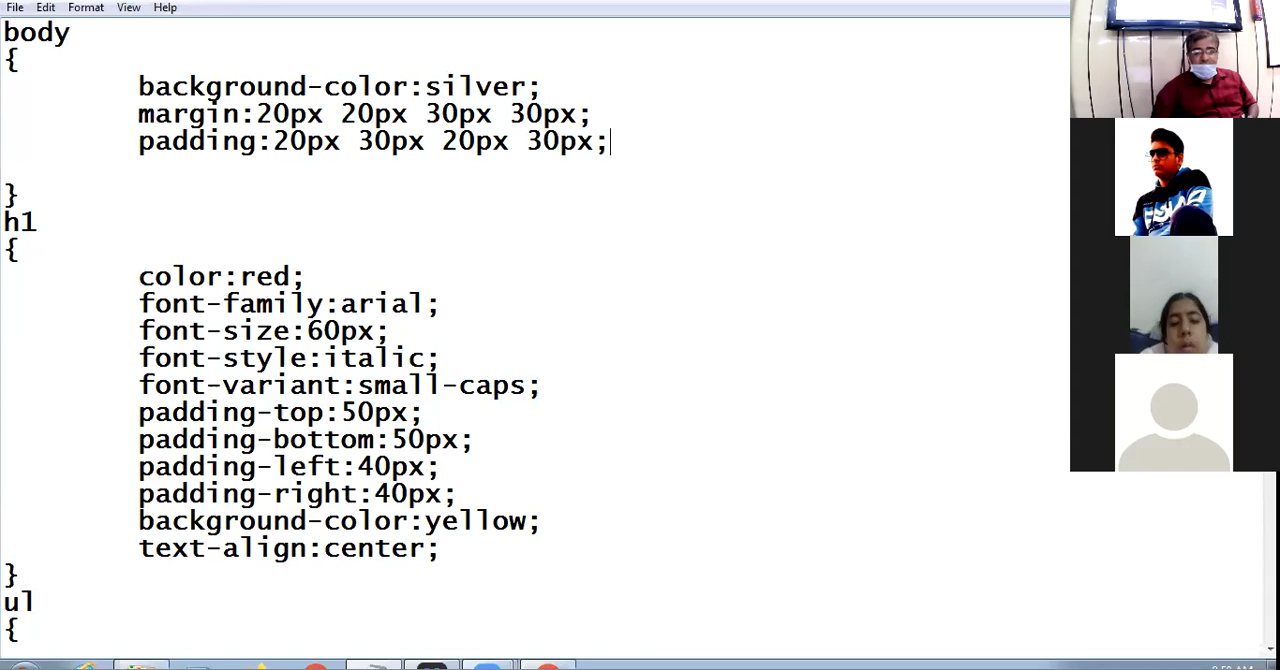 File Edit Format View Help
body
{
background-color:silver;
margin:20px 20px 30px 30px;
padding:20px 30px 20px 30px;
}
h1
{
color:red;
font-family:arial;
font-size:60px;
font-style:italic;
font-variant:small-caps;
padding-top:50px;
padding-bottom:50px;
padding-left:40px;
padding-right:40px;
background-color:yellow;
text-align:center;
}
ul
{